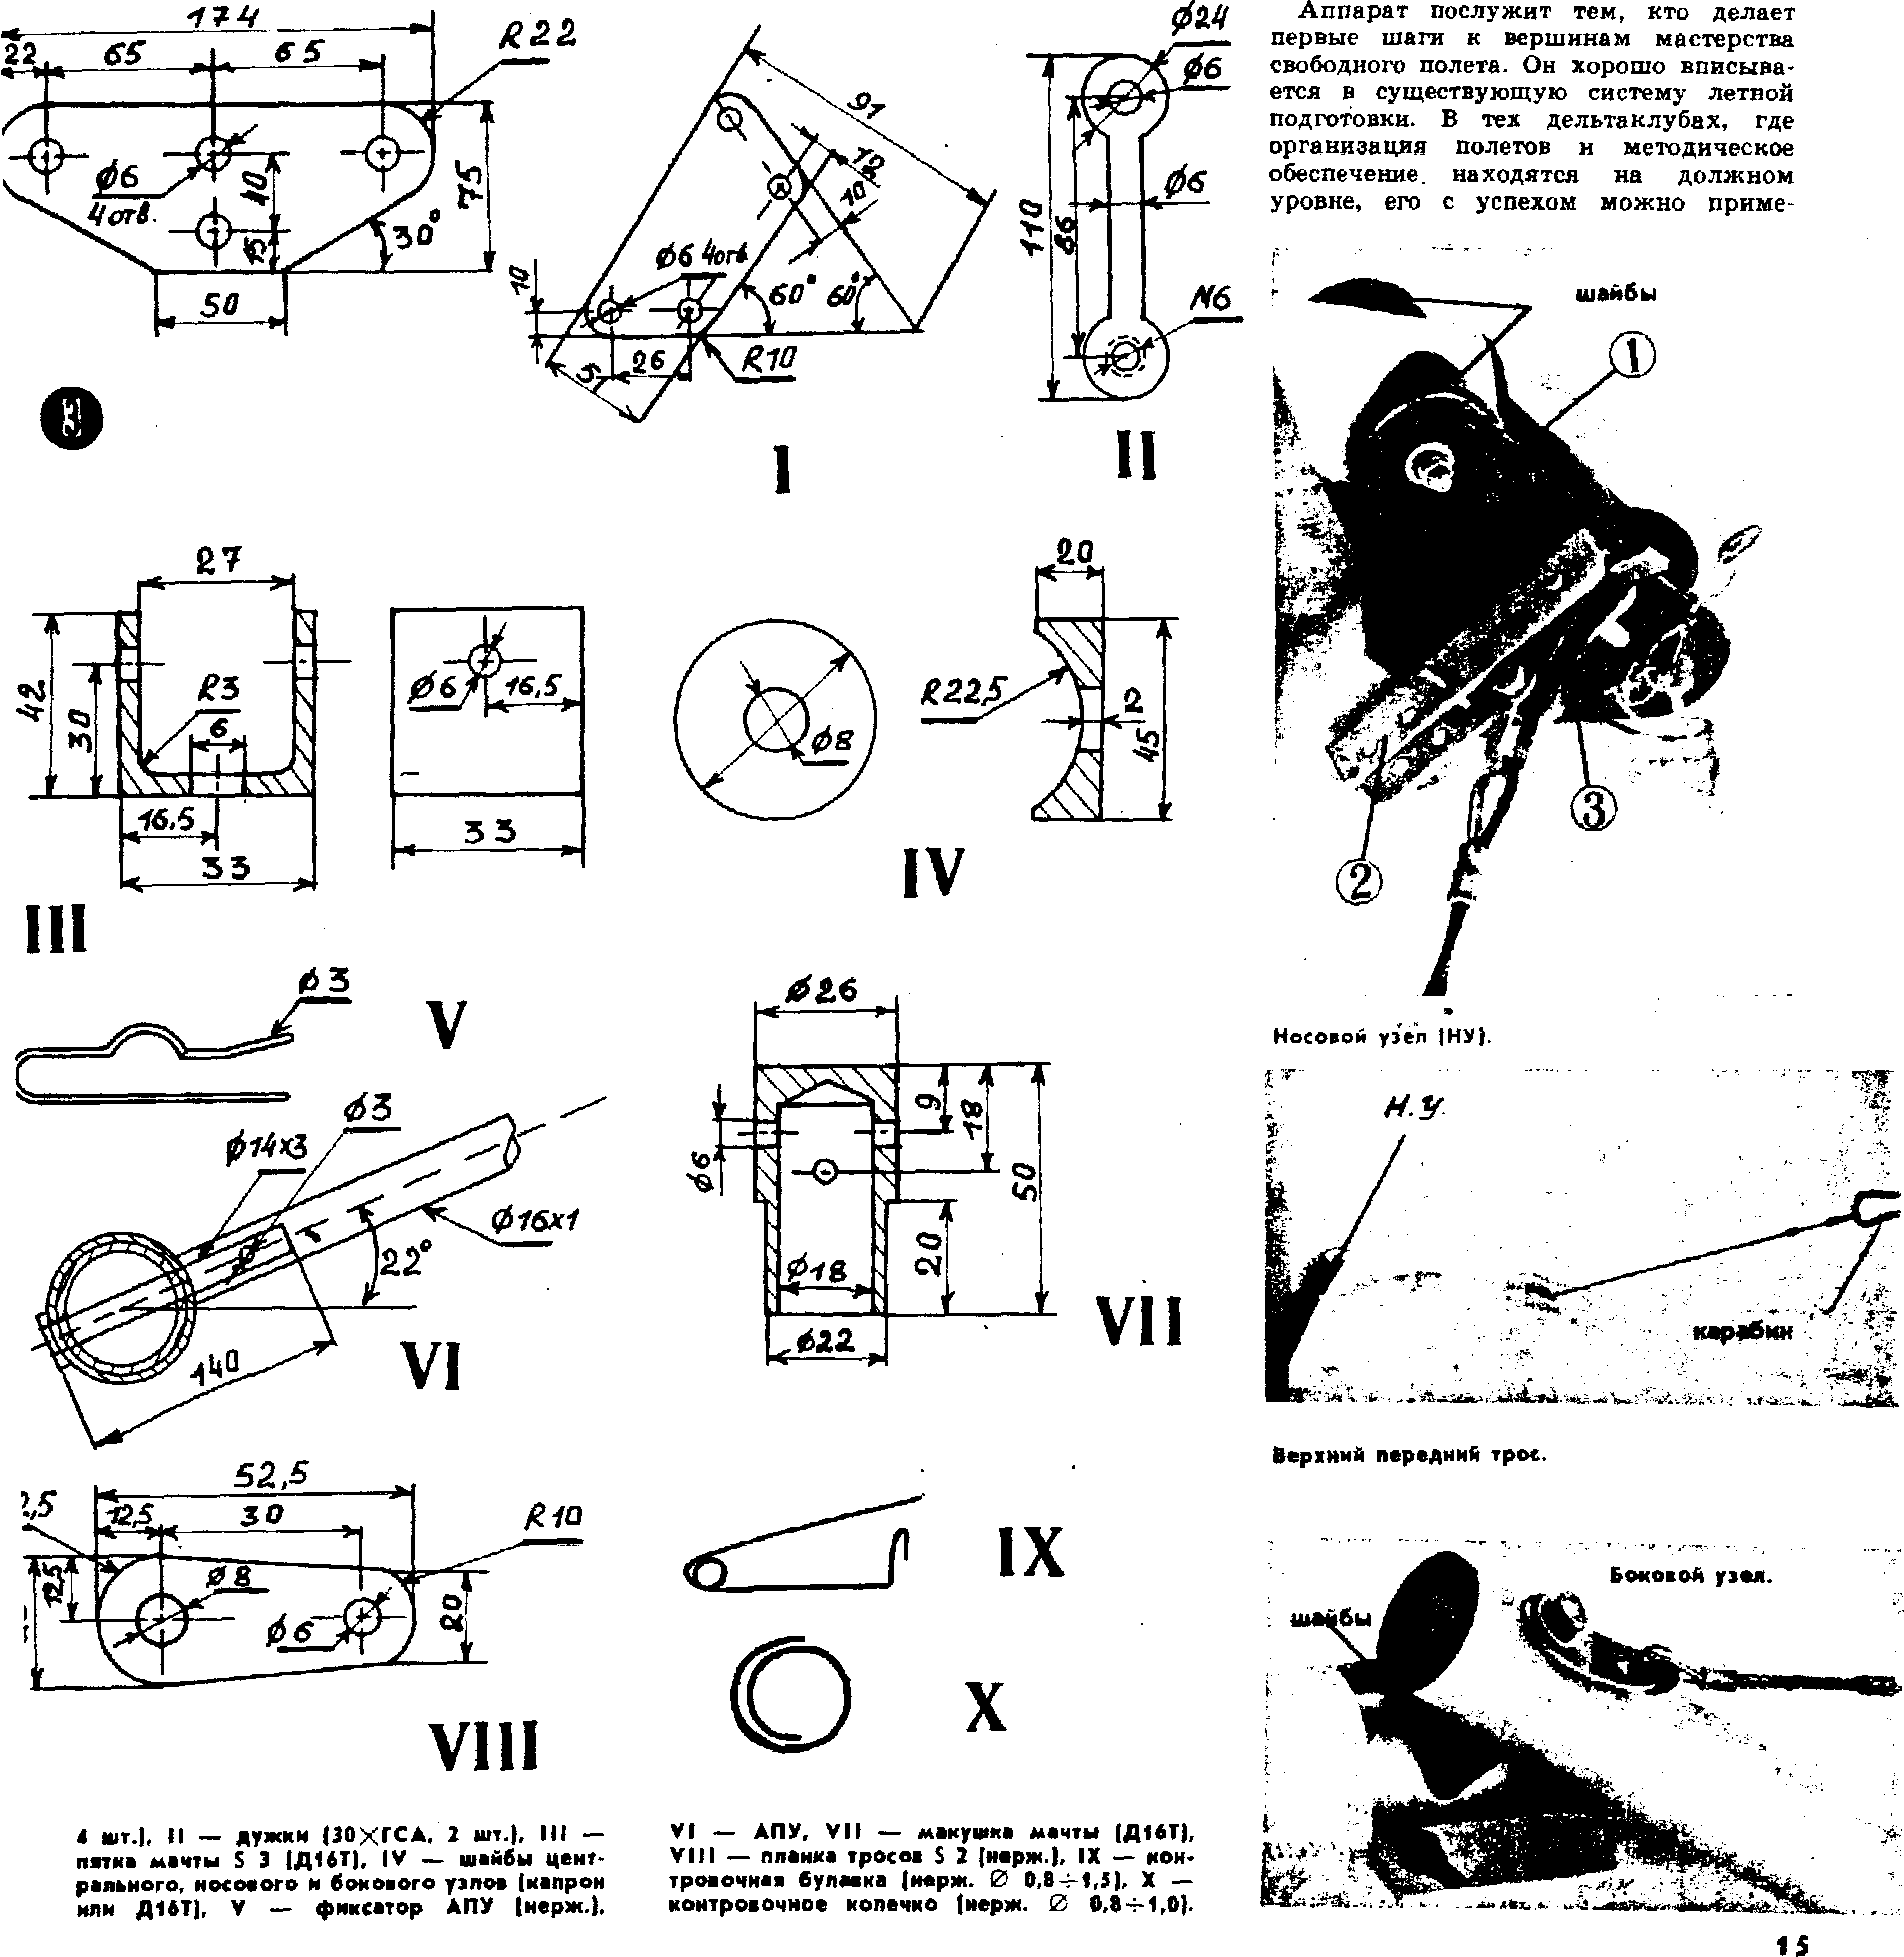 174
22 65 65
R22
Ø6
4 отв.
40
15
30°
75
50
3
91
12
10
Ø6 4 отв.
10
60° 60°
26
R10
I
Ø24
Ø6
Ø6
110
86
М6
II
27
42
30
R3
6
16.5
33
Ø6
16,5
33
III
Ø8
20
R22,5
2
45
IV
Ø3
V
Ø3
Ø14x3
Ø16x1
22°
140
VI
Ø26
9
18
50
Ø6
20
Ø18
Ø22
VII
52,5
12,5 30
R10
12,5
Ø8
Ø6
20
VIII
IX
X
4 шт.), II — дужки (30ХГСА, 2 шт.), III —
пятка мачты S 3 (Д16Т), IV — шайбы цент-
рального, носового и бокового узлов (капрон
или Д16Т), V — фиксатор АПУ (нерж.),
VI — АПУ, VII — макушка мачты (Д16Т),
VIII — планка тросов S 2 (нерж.), IX — кон-
тровочная булавка (нерж. ∅ 0,8÷1,5), X —
контровочное колечко (нерж. ∅ 0,8÷1,0).
Аппарат послужит тем, кто делает
первые шаги к вершинам мастерства
свободного полета. Он хорошо вписыва-
ется в существующую систему летной
подготовки. В тех дельтаклубах, где
организация полетов и методическое
обеспечение находятся на должном
уровне, его с успехом можно приме-
шайбы
1
2
3
Носовой узел (НУ).
Н.У.
карабин
Верхний передний трос.
Боковой узел.
шайбы
15